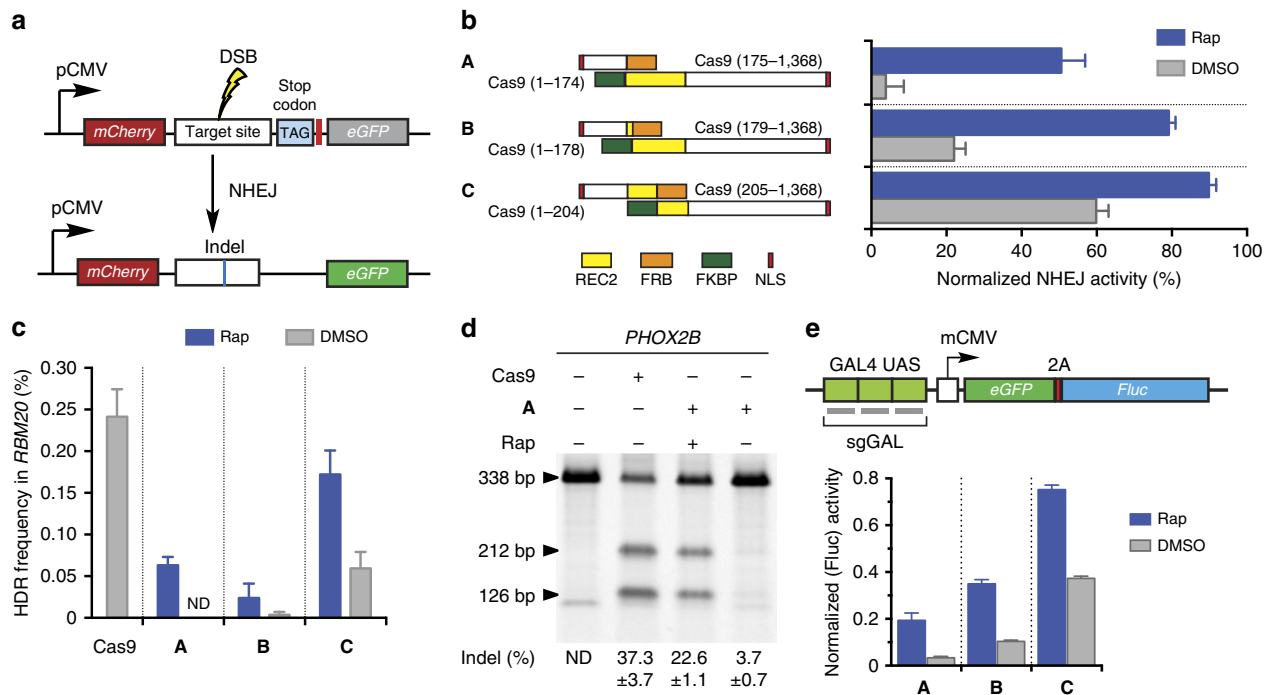 a
pCMV
DSB
Stop
codon
mCherry
Target site
TAG
eGFP
NHEJ
pCMV
Indel
mCherry
eGFP
b
A
Cas9 (175–1,368)
Cas9 (1–174)
B
Cas9 (179–1,368)
Cas9 (1–178)
C
Cas9 (205–1,368)
Cas9 (1–204)
REC2 FRB FKBP NLS
Rap
DMSO
0 20 40 60 80 100
Normalized NHEJ activity (%)
c
Rap DMSO
HDR frequency in RBM20 (%)
0.30
0.25
0.20
0.15
0.10
0.05
0
ND
Cas9 A B C
d
PHOX2B
Cas9 – + – –
A – – + +
Rap – – + –
338 bp
212 bp
126 bp
Indel (%) ND 37.3 22.6 3.7
±3.7 ±1.1 ±0.7
e
mCMV
GAL4 UAS
2A
eGFP
Fluc
sgGAL
Normalized (Fluc) activity
0.8
0.6
0.4
0.2
0
Rap
DMSO
A B C